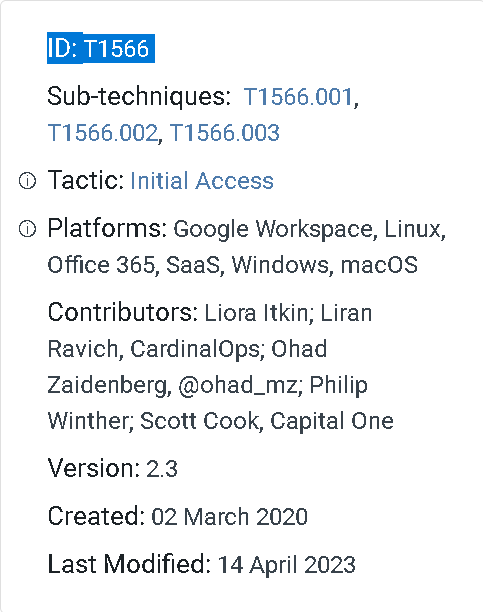 ID: T1566
Sub-techniques: T1566.001,
T1566.002, T1566.003
Tactic: Initial Access
Platforms: Google Workspace, Linux,
Office 365, SaaS, Windows, macOS
Contributors: Liora Itkin; Liran
Ravich, CardinalOps; Ohad
Zaidenberg, @ohad_mz; Philip
Winther; Scott Cook, Capital One
Version: 2.3
Created: 02 March 2020
Last Modified: 14 April 2023